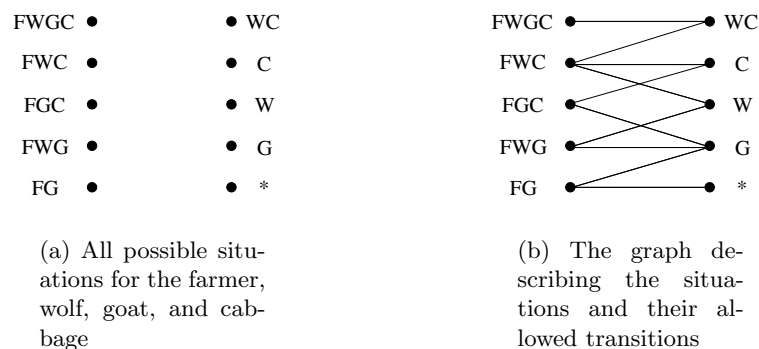 FWGC WC
FWC C
FGC W
FWG G
FG *
FWGC WC
FWC C
FGC W
FWG G
FG *
(a) All possible situ-
ations for the farmer,
wolf, goat, and cab-
bage
(b) The graph de-
scribing the situa-
tions and their al-
lowed transitions